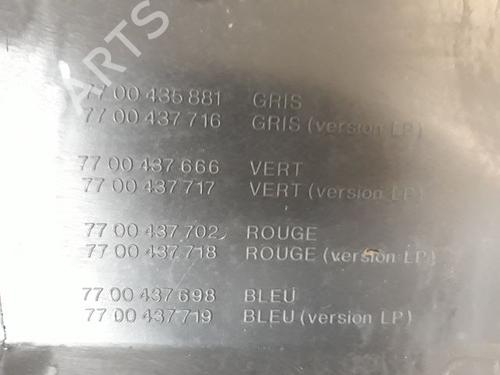 ARTS
77 00 435 881 GRIS
77 00 437 716 GRIS (version LP)
77 00 437 666 VERT
77 00 437 717 VERT (version LP)
77 00 437 702 ROUGE
77 00 437 718 ROUGE (version LP)
77 00 437 698 BLEU
77 00 437 719 BLEU (version LP)